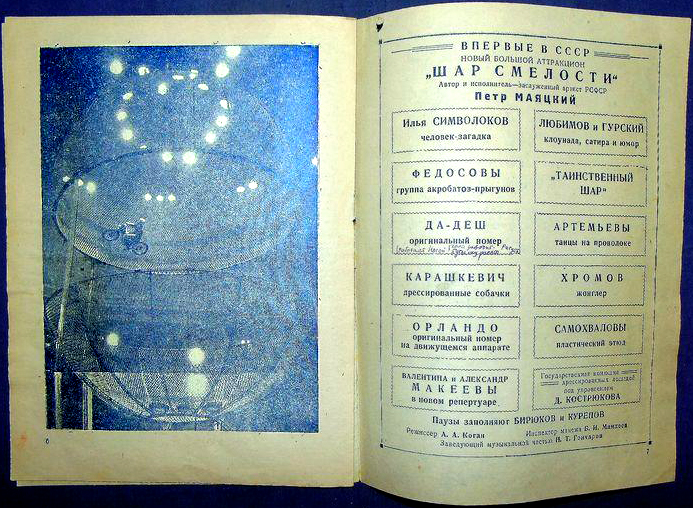 6
ВПЕРВЫЕ В СССР
НОВЫЙ БОЛЬШОЙ АТТРАКЦИОН
„ШАР СМЕЛОСТИ“
Автор и исполнитель—заслуженный артист РСФСР
Петр МАЯЦКИЙ
Илья СИМВОЛОКОВ
человек-загадка
ЛЮБИМОВ и ГУРСКИЙ
клоунада, сатира и юмор
ФЕДОСОВЫ
группа акробатов-прыгунов
„ТАИНСТВЕННЫЙ
ШАР“
ДА-ДЕШ
оригинальный номер
АРТЕМЬЕВЫ
танцы на проволоке
КАРАШКЕВИЧ
дрессированные собачки
ХРОМОВ
жонглер
ОРЛАНДО
оригинальный номер
на движущемся аппарате
САМОХВАЛОВЫ
пластический этюд
ВАЛЕНТИНА и АЛЕКСАНДР
МАКЕЕВЫ
в новом репертуаре
Государственная конюшня
дрессированных лошадей
под управлением
Д. КОСТРЮКОВА
Паузы заполняют БИРЮКОВ и КУРЕПОВ
Режиссер А. А. Коган
Инспектор манежа Б. И. Манжос
Заведующий музыкальной частью В. Т. Гончаров
7